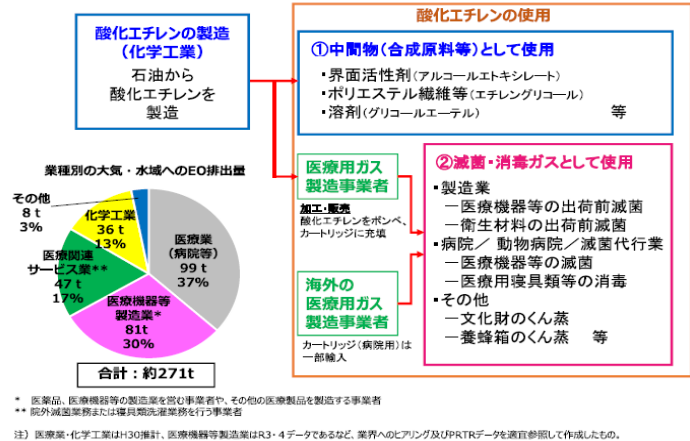 酸化エチレンの製造
（化学工業）
石油から
酸化エチレンを
製造
酸化エチレンの使用
①中間物（合成原料等）として使用
・界面活性剤（アルコールエトキシレート）
・ポリエステル繊維等（エチレングリコール）
・溶剤（グリコールエーテル）　等
医療用ガス
製造事業者
加工・販売
酸化エチレンをボンベ、
カートリッジに充填
海外の
医療用ガス
製造事業者
カートリッジ（病院用）は
一部輸入
②滅菌・消毒ガスとして使用
・製造業
―医療機器等の出荷前滅菌
―衛生材料の出荷前滅菌
・病院／ 動物病院／滅菌代行業
―医療機器等の滅菌
―医療用寝具類等の消毒
・その他
―文化財のくん蒸
―養蜂箱のくん蒸　等
業種別の大気・水域へのEO排出量
その他
8 t
3%
化学工業
36 t
13%
医療業
（病院等）
99 t
37%
医療関連
サービス業**
47 t
17%
医療機器等
製造業*
81t
30%
合計：約271t
*　医薬品、医療機器等の製造業を営む事業者や、その他の医療製品を製造する事業者
** 院外滅菌業務または寝具類洗濯業務を行う事業者
注）医療業・化学工業はH30推計、医療機器等製造業はR3・4データであるなど、業界へのヒアリング及びPRTRデータを適宜参照して作成したもの。